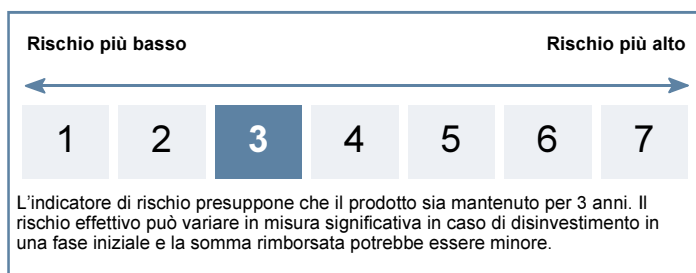 Rischio più basso Rischio più alto
1 2 3 4 5 6 7
L'indicatore di rischio presuppone che il prodotto sia mantenuto per 3 anni. Il
rischio effettivo può variare in misura significativa in caso di disinvestimento in
una fase iniziale e la somma rimborsata potrebbe essere minore.